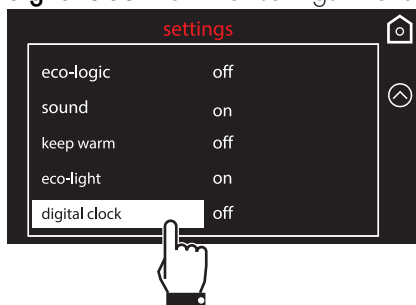 settings
eco-logic off
sound on
keep warm off
eco-light on
digital clock off